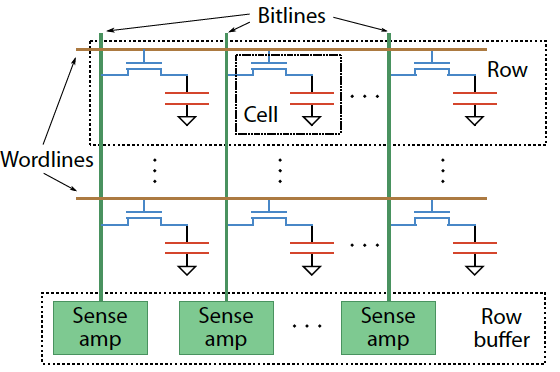 Bitlines
Row
Cell
Wordlines
Sense
amp
Sense
amp
Sense
amp
Row
buffer